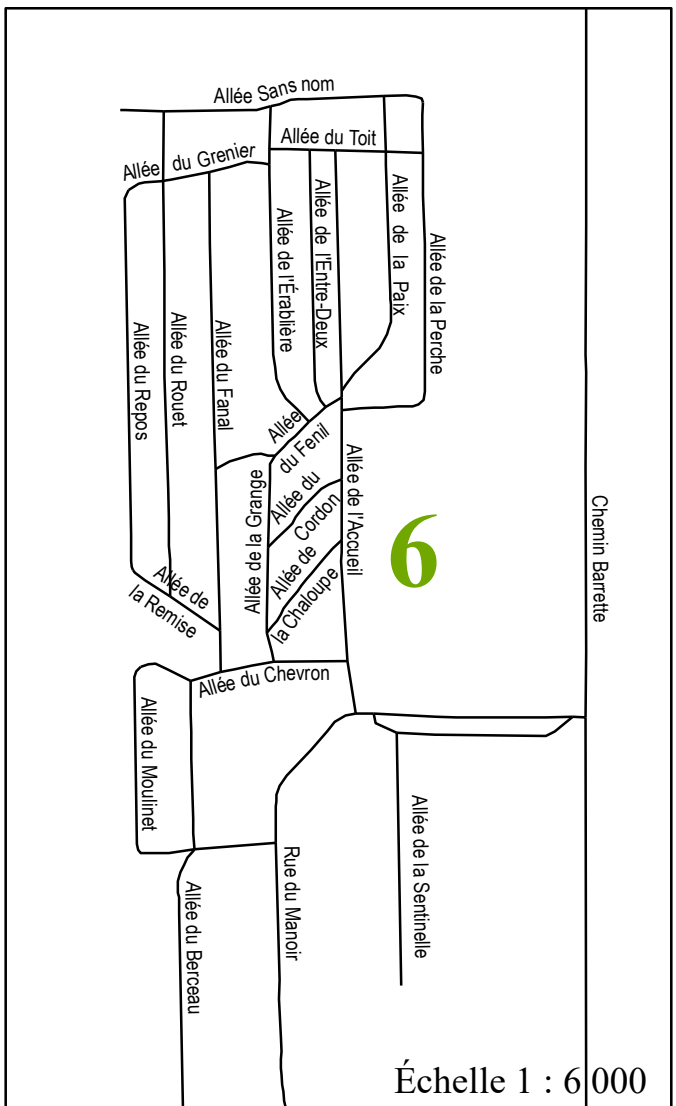 Allée Sans nom
Allée du Toit
Allée du Grenier
Allée de l'Érablière
Allée de l'Entre-Deux
Allée de la Paix
Allée de la Perche
Allée du Repos
Allée du Rouet
Allée du Fanal
Allée
du Fenil
Allée de la Grange
Allée du
Cordon
Allée de l'Accueil
6
Chemin Barrette
Allée de
la Remise
Allée de
la Chaloupe
Allée du Chevron
Allée du Moulinet
Allée de la Sentinelle
Rue du Manoir
Allée du Berceau
Échelle 1 : 6 000